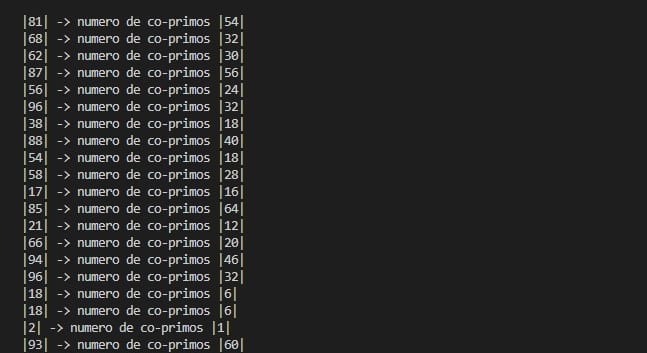 |81| -> numero de co-primos |54|
|68| -> numero de co-primos |32|
|62| -> numero de co-primos |30|
|87| -> numero de co-primos |56|
|56| -> numero de co-primos |24|
|96| -> numero de co-primos |32|
|38| -> numero de co-primos |18|
|88| -> numero de co-primos |40|
|54| -> numero de co-primos |18|
|58| -> numero de co-primos |28|
|17| -> numero de co-primos |16|
|85| -> numero de co-primos |64|
|21| -> numero de co-primos |12|
|66| -> numero de co-primos |20|
|94| -> numero de co-primos |46|
|96| -> numero de co-primos |32|
|18| -> numero de co-primos |6|
|18| -> numero de co-primos |6|
|2| -> numero de co-primos |1|
|93| -> numero de co-primos |60|